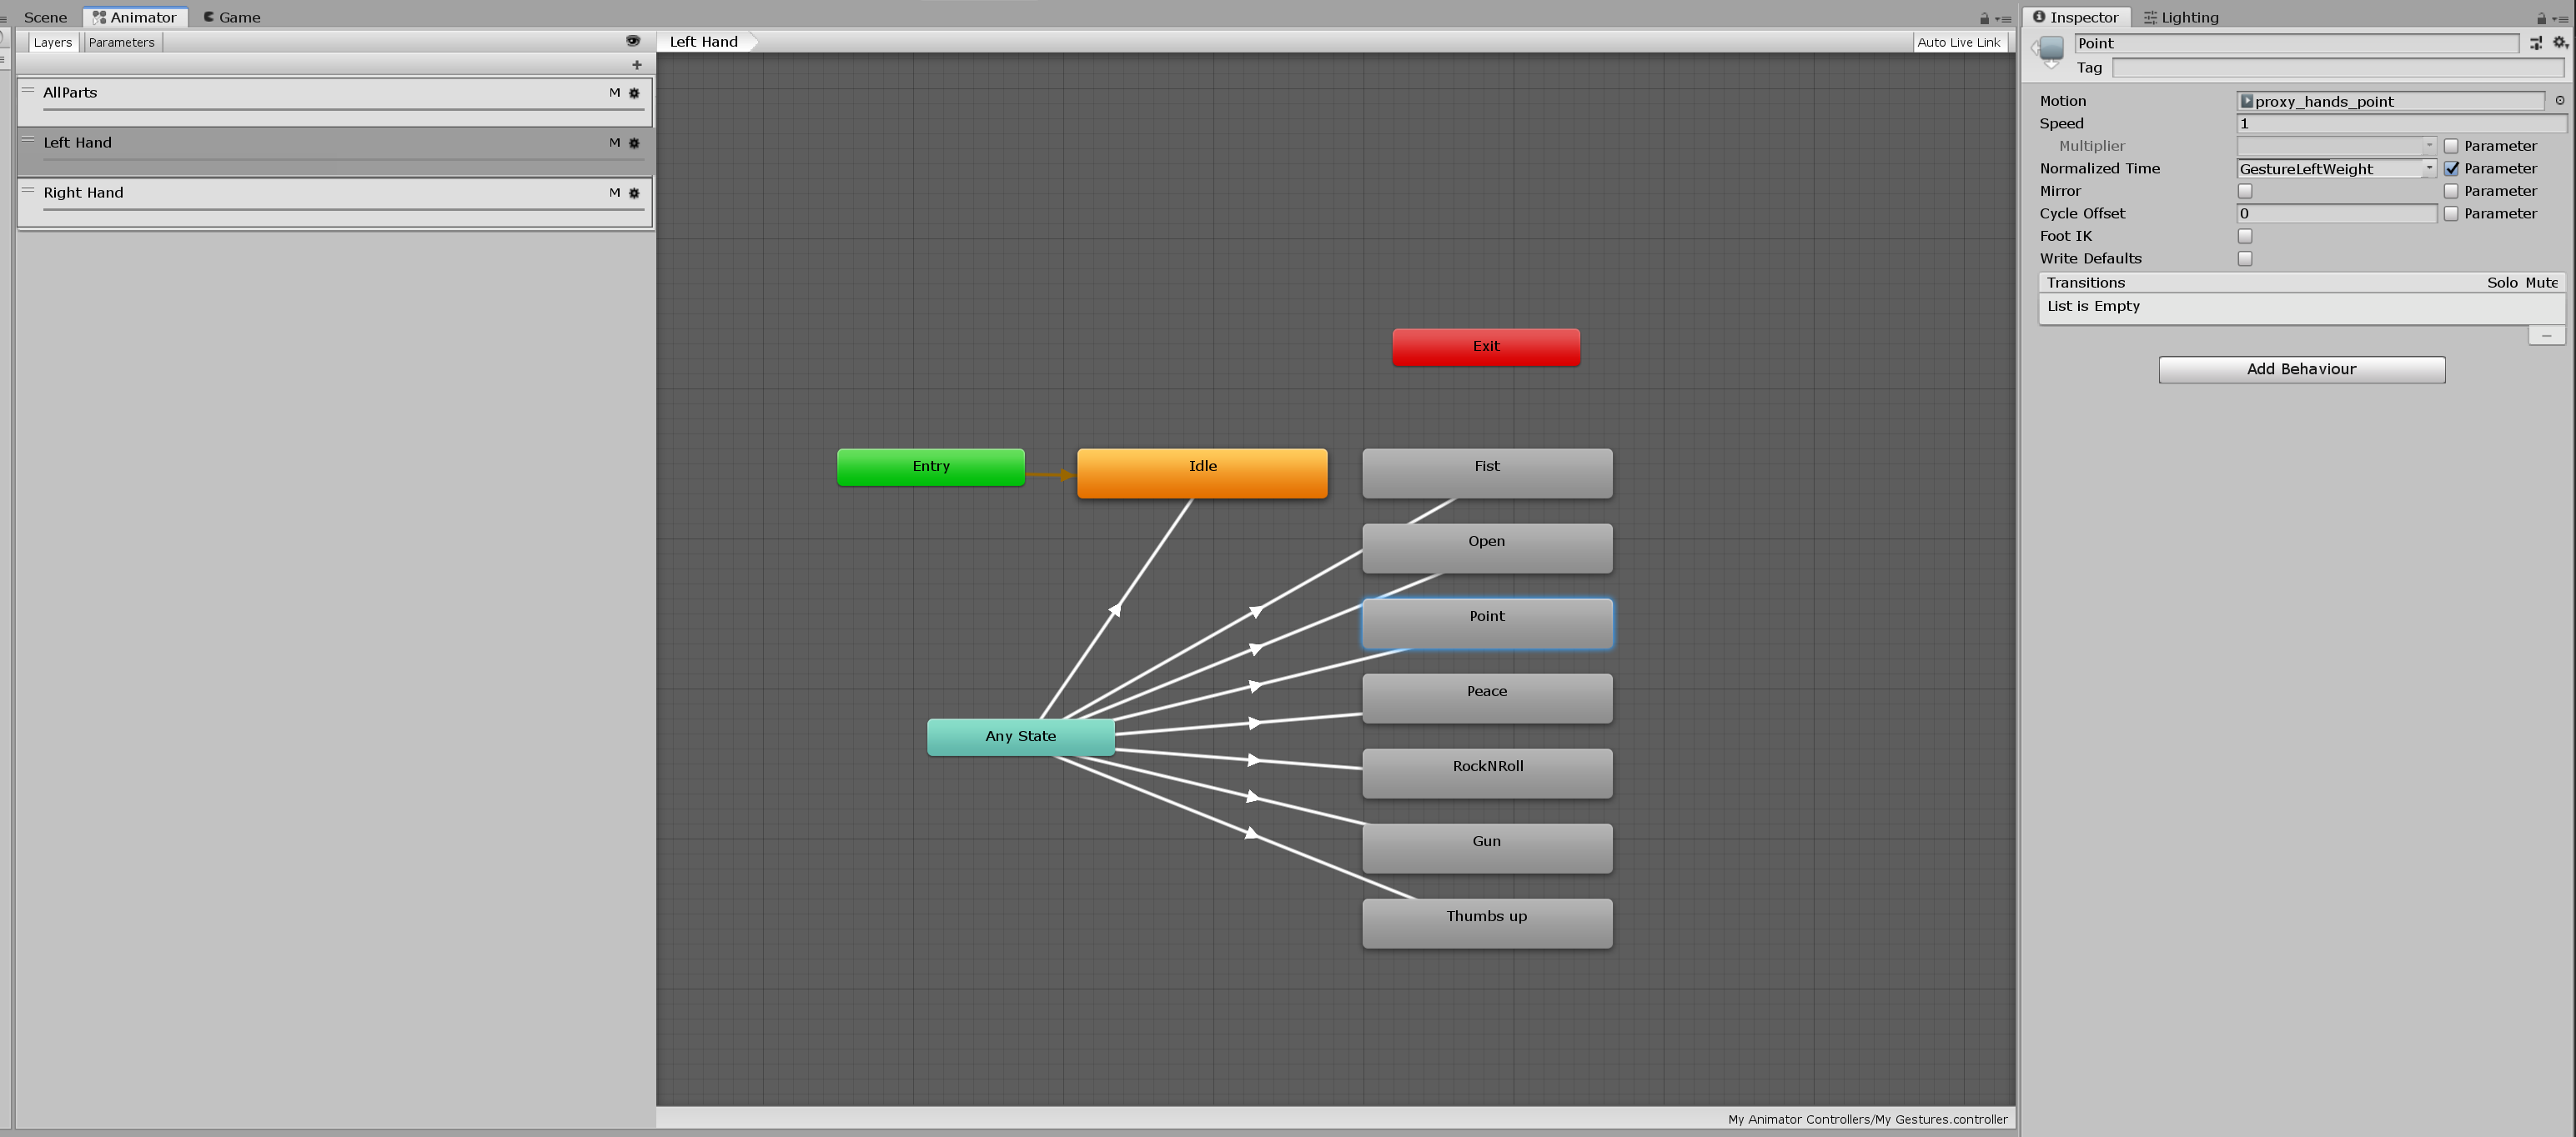 Scene
Animator
Game
Layers
Parameters
AllParts
M
Left Hand
M
Right Hand
M
Left Hand
Auto Live Link
Exit
Entry
Idle
Fist
Open
Point
Peace
Any State
RockNRoll
Gun
Thumbs up
My Animator Controllers/My Gestures.controller
Inspector
Lighting
Point
Tag
Motion proxy_hands_point
Speed 1
Multiplier Parameter
Normalized Time GestureLeftWeight Parameter
Mirror Parameter
Cycle Offset 0 Parameter
Foot IK
Write Defaults
Transitions Solo Mute
List is Empty
Add Behaviour